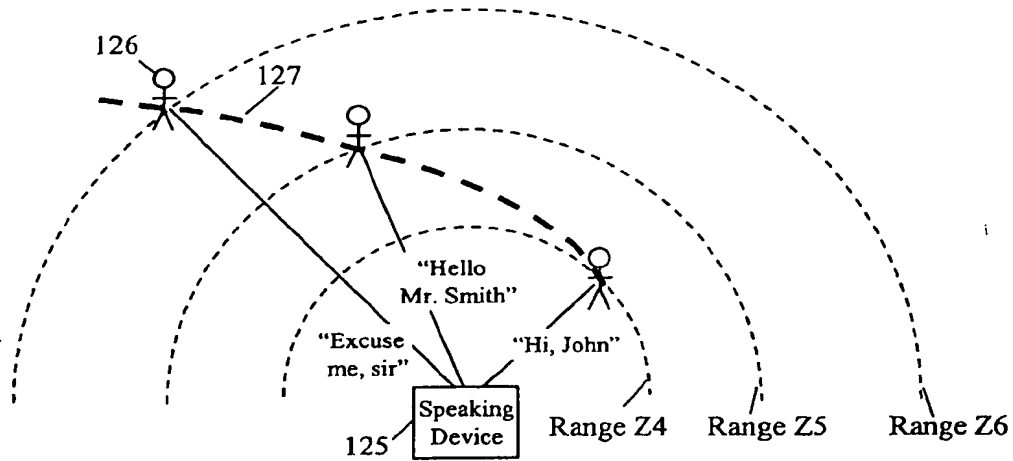 126
127
“Hello
Mr. Smith”
“Excuse
me, sir”
“Hi, John”
Speaking
Device
125
Range Z4
Range Z5
Range Z6